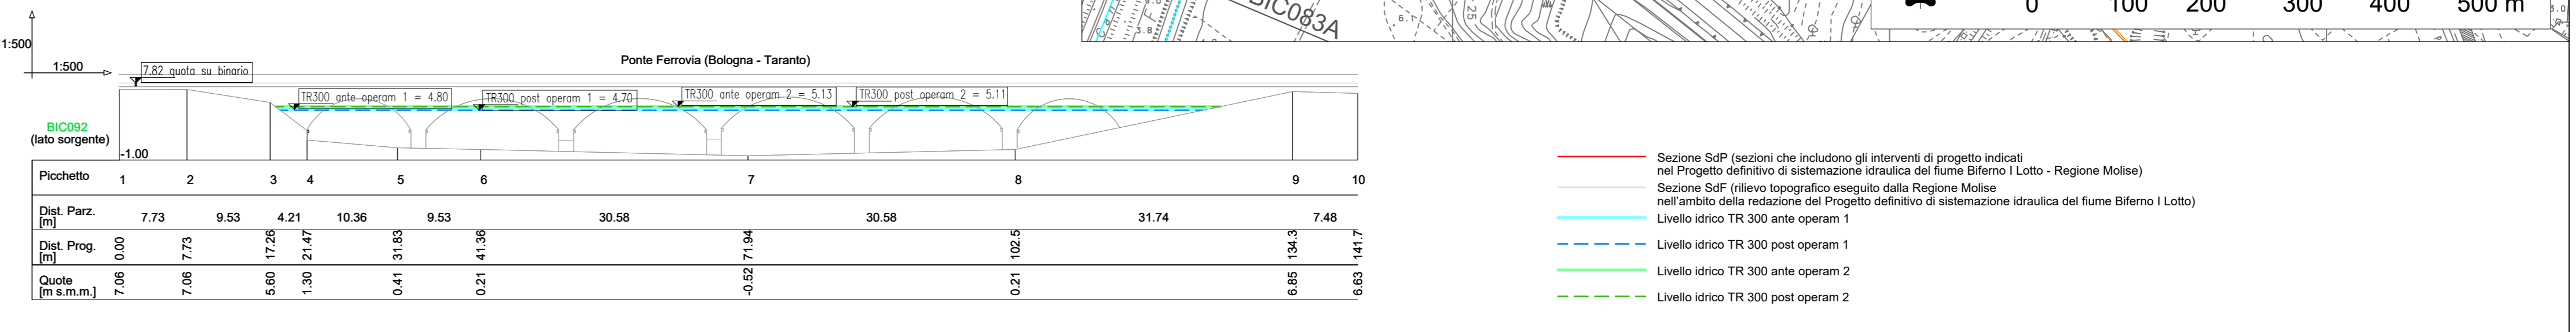 BIC083A
3.8
.6.1
25
5.0
0 100 200 300 400 500 m
1:500
1:500
Ponte Ferrovia (Bologna - Taranto)
7.82 quota su binario
TR300 ante operam 1 = 4.80
TR300 post operam 1 = 4.70
TR300 ante operam 2 = 5.13
TR300 post operam 2 = 5.11
BIC092
(lato sorgente)
-1.00
Picchetto 1 2 3 4 5 6 7 8 9 10
Dist. Parz.
[m]
7.73 9.53 4.21 10.36 9.53 30.58 30.58 31.74 7.48
Dist. Prog.
[m]
0.00 7.73 17.26 21.47 31.83 41.36 71.94 102.5 134.3 141.7
Quote
[m s.m.m.]
7.06 7.06 5.60 1.30 0.41 0.21 -0.52 0.21 6.85 6.63
Sezione SdP (sezioni che includono gli interventi di progetto indicati
nel Progetto definitivo di sistemazione idraulica del fiume Biferno I Lotto - Regione Molise)
Sezione SdF (rilievo topografico eseguito dalla Regione Molise
nell'ambito della redazione del Progetto definitivo di sistemazione idraulica del fiume Biferno I Lotto)
Livello idrico TR 300 ante operam 1
Livello idrico TR 300 post operam 1
Livello idrico TR 300 ante operam 2
Livello idrico TR 300 post operam 2